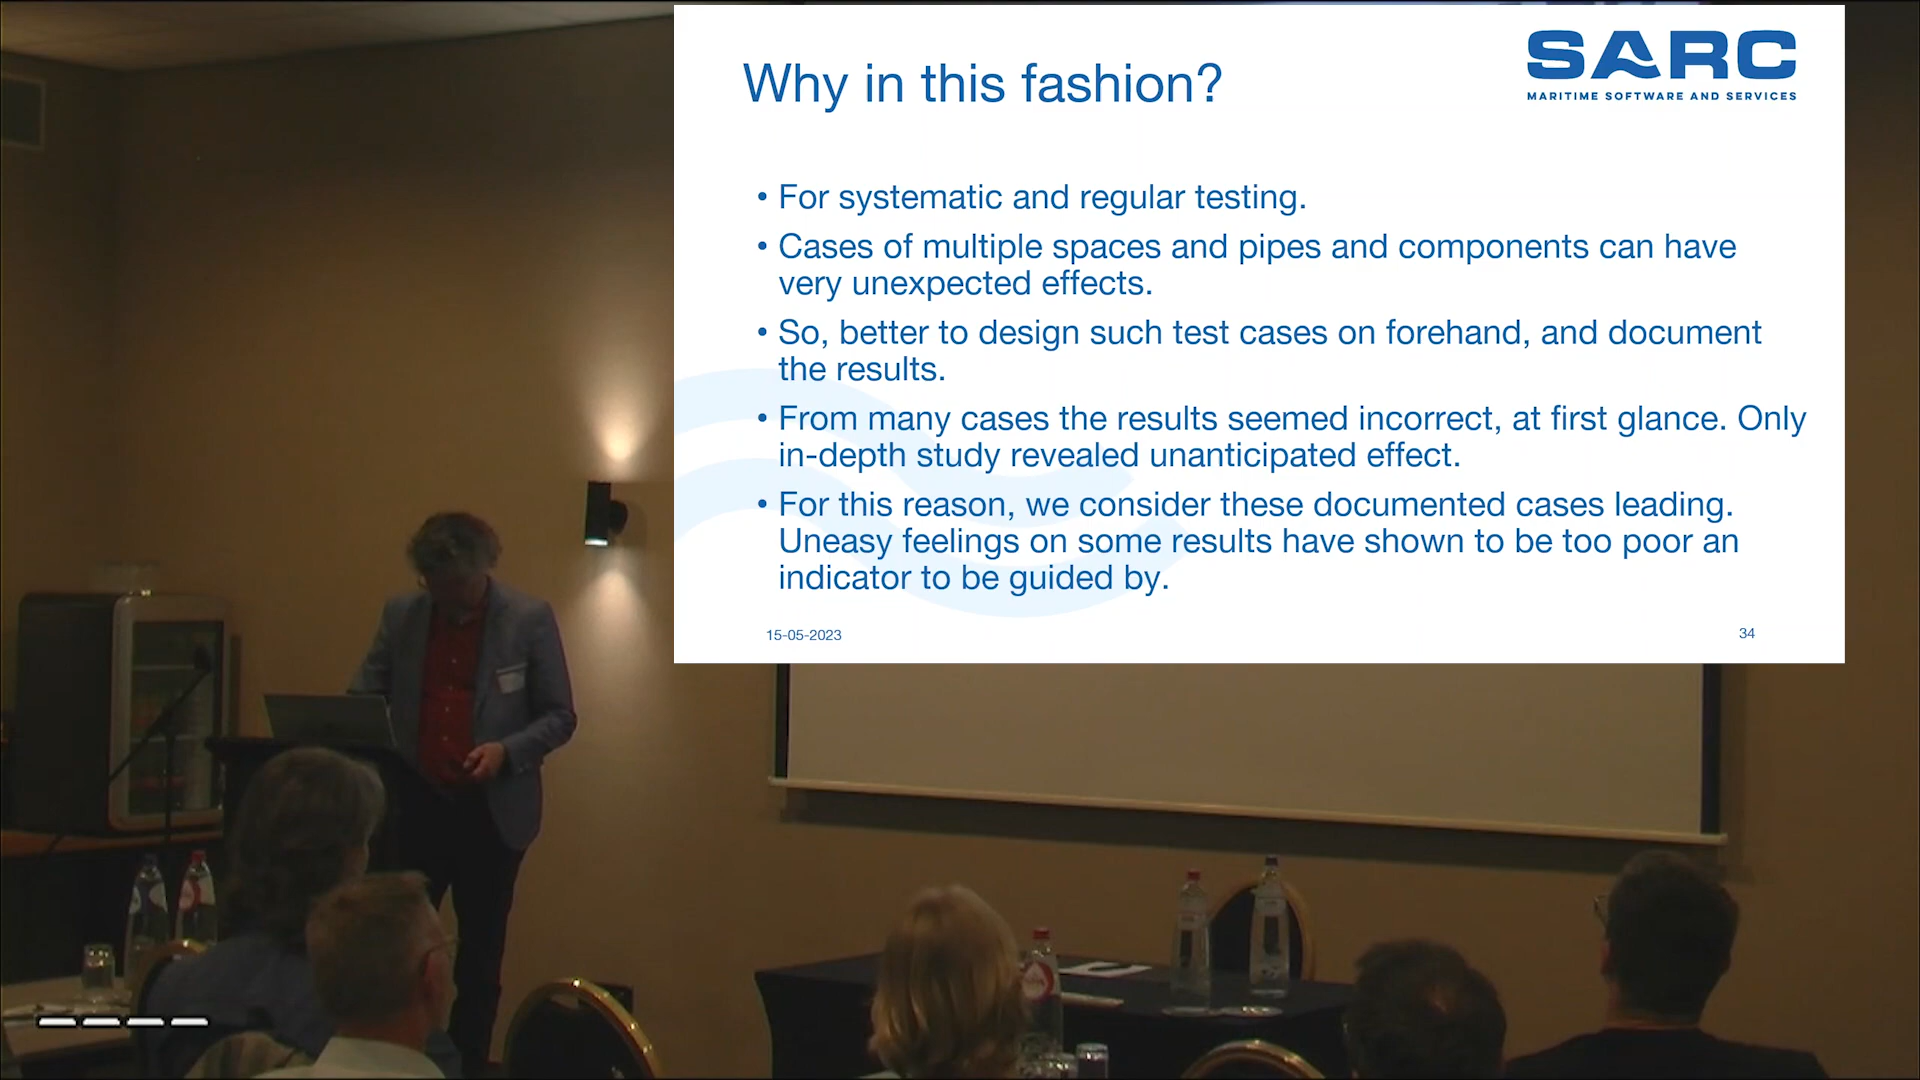 SARC
MARITIME SOFTWARE AND SERVICES
Why in this fashion?
• For systematic and regular testing.
• Cases of multiple spaces and pipes and components can have
very unexpected effects.
• So, better to design such test cases on forehand, and document
the results.
• From many cases the results seemed incorrect, at first glance. Only
in-depth study revealed unanticipated effect.
• For this reason, we consider these documented cases leading.
Uneasy feelings on some results have shown to be too poor an
indicator to be guided by.
15-05-2023
34